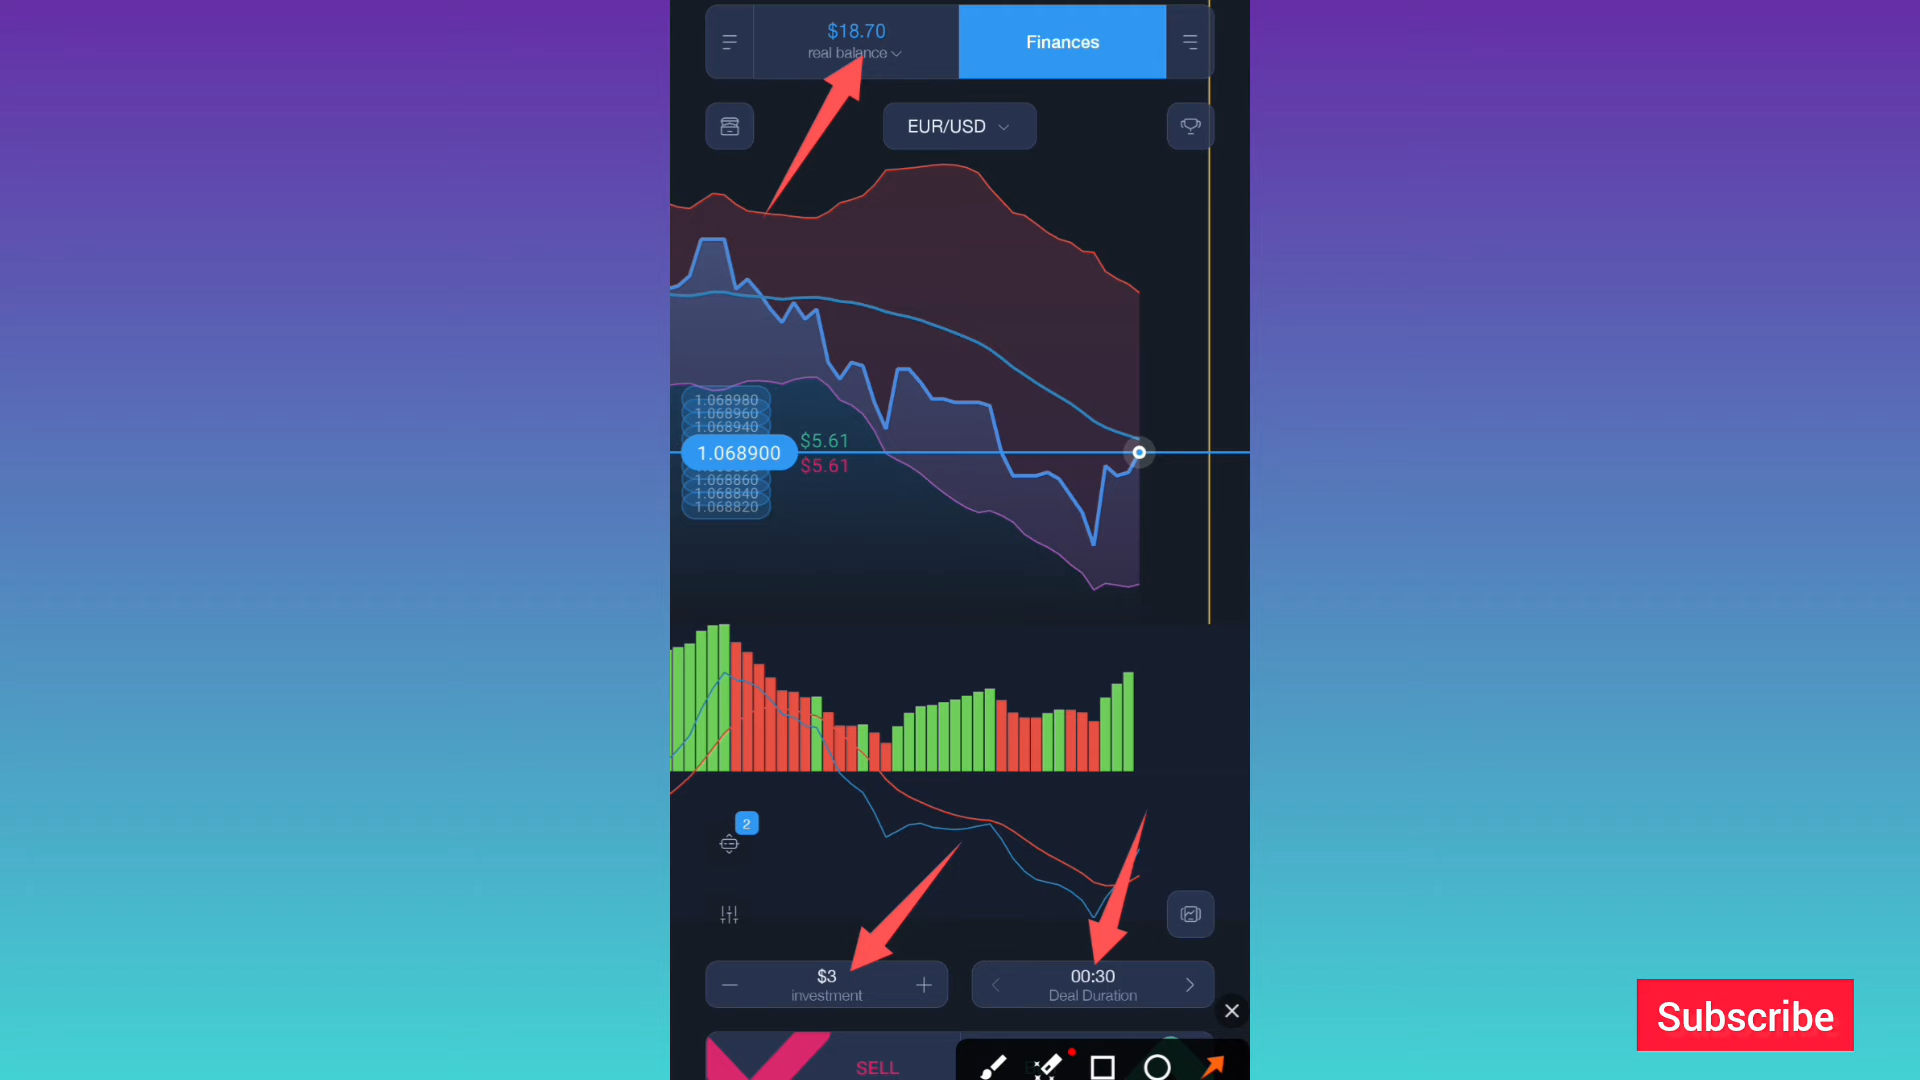 $18.70
real balance
Finances
EUR/USD
1.068980
1.068960
1.068940
$5.61
1.068900
$5.61
1.068860
1.068840
1.068820
2
$3
investment
00:30
Deal Duration
Subscribe
SELL